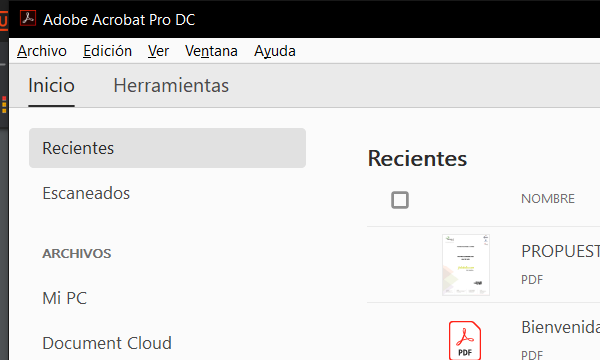 Adobe Acrobat Pro DC
Archivo Edición Ver Ventana Ayuda
Inicio Herramientas
Recientes
Escaneados
ARCHIVOS
Mi PC
Document Cloud
Recientes
NOMBRE
PROPUEST
PDF
Bienvenida
PDF
PDF